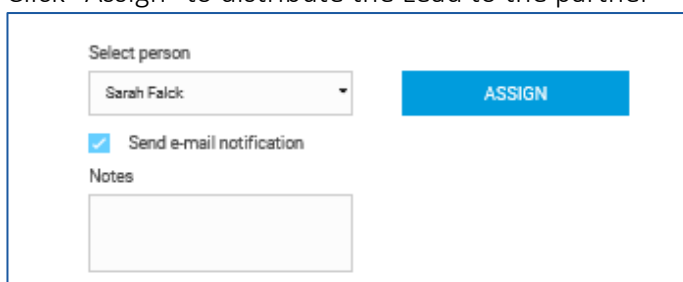 Click "Assign" to distribute the Lead to the partner
Select person
Sarah Falck
ASSIGN
Send e-mail notification
Notes